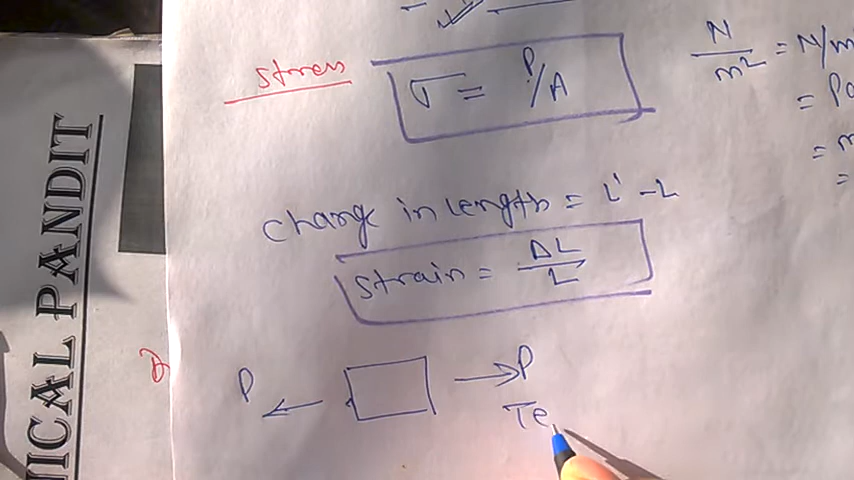 stress
σ = P/A
N/m² = N/m
= Pa
change in length = L' - L
strain = ΔL/L
P
P
Te
ICAL PANDIT